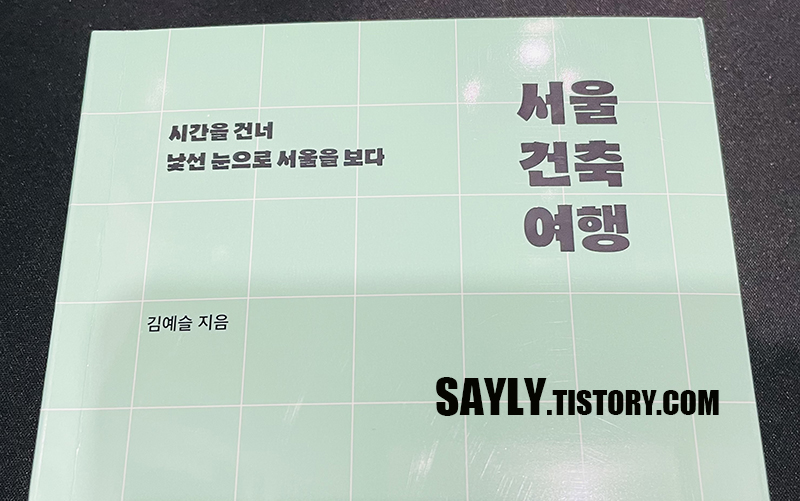 시간을 건너
낯선 눈으로 서울을 보다
서울
건축
여행
김예슬 지음
SAYLY.TISTORY.COM